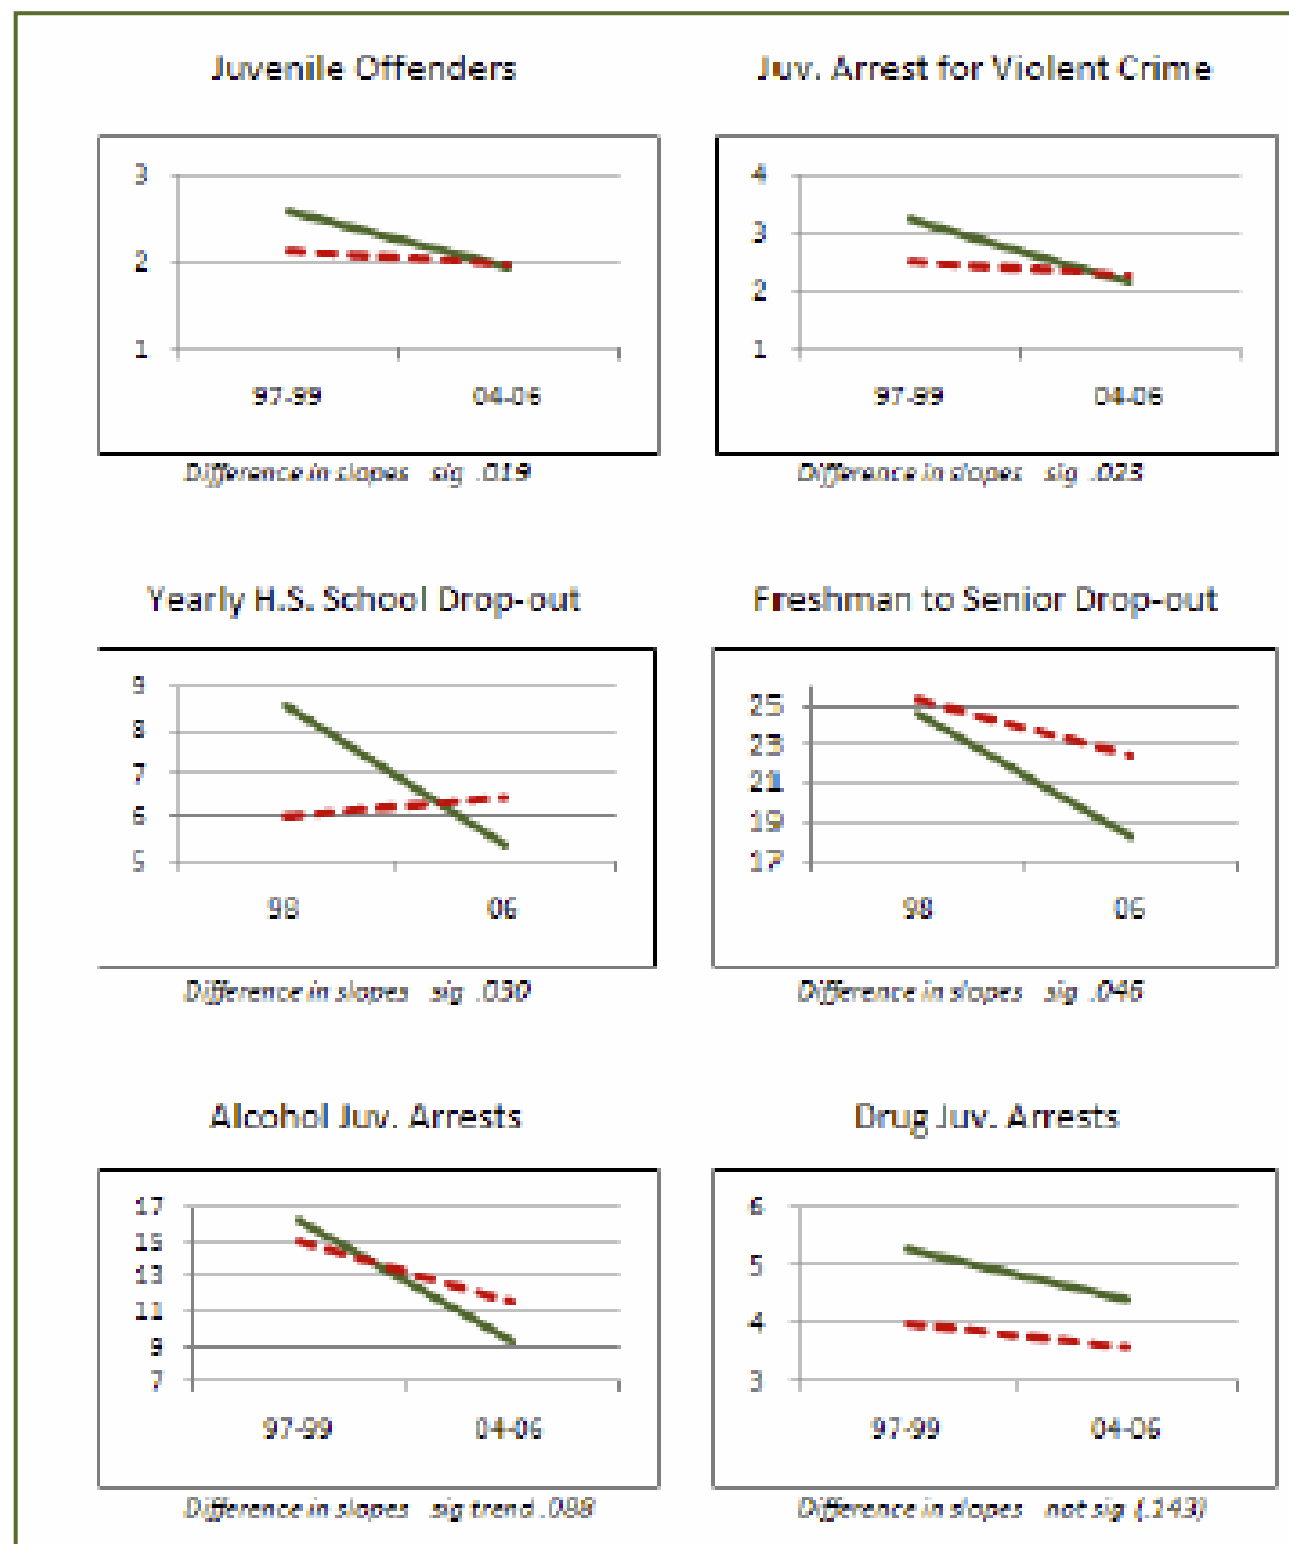 Juvenile Offenders
3
2
1
97-99 04-06
Difference in slopes sig .019
Juv. Arrest for Violent Crime
4
3
2
1
97-99 04-06
Difference in slopes sig .023
Yearly H.S. School Drop-out
9
8
7
6
5
98 06
Difference in slopes sig .030
Freshman to Senior Drop-out
25
23
21
19
17
98 06
Difference in slopes sig .046
Alcohol Juv. Arrests
17
15
13
11
9
7
97-99 04-06
Difference in slopes sig trend
Drug Juv. Arrests
6
5
4
3
97-99 04-06
Difference in slopes not sig (.143)